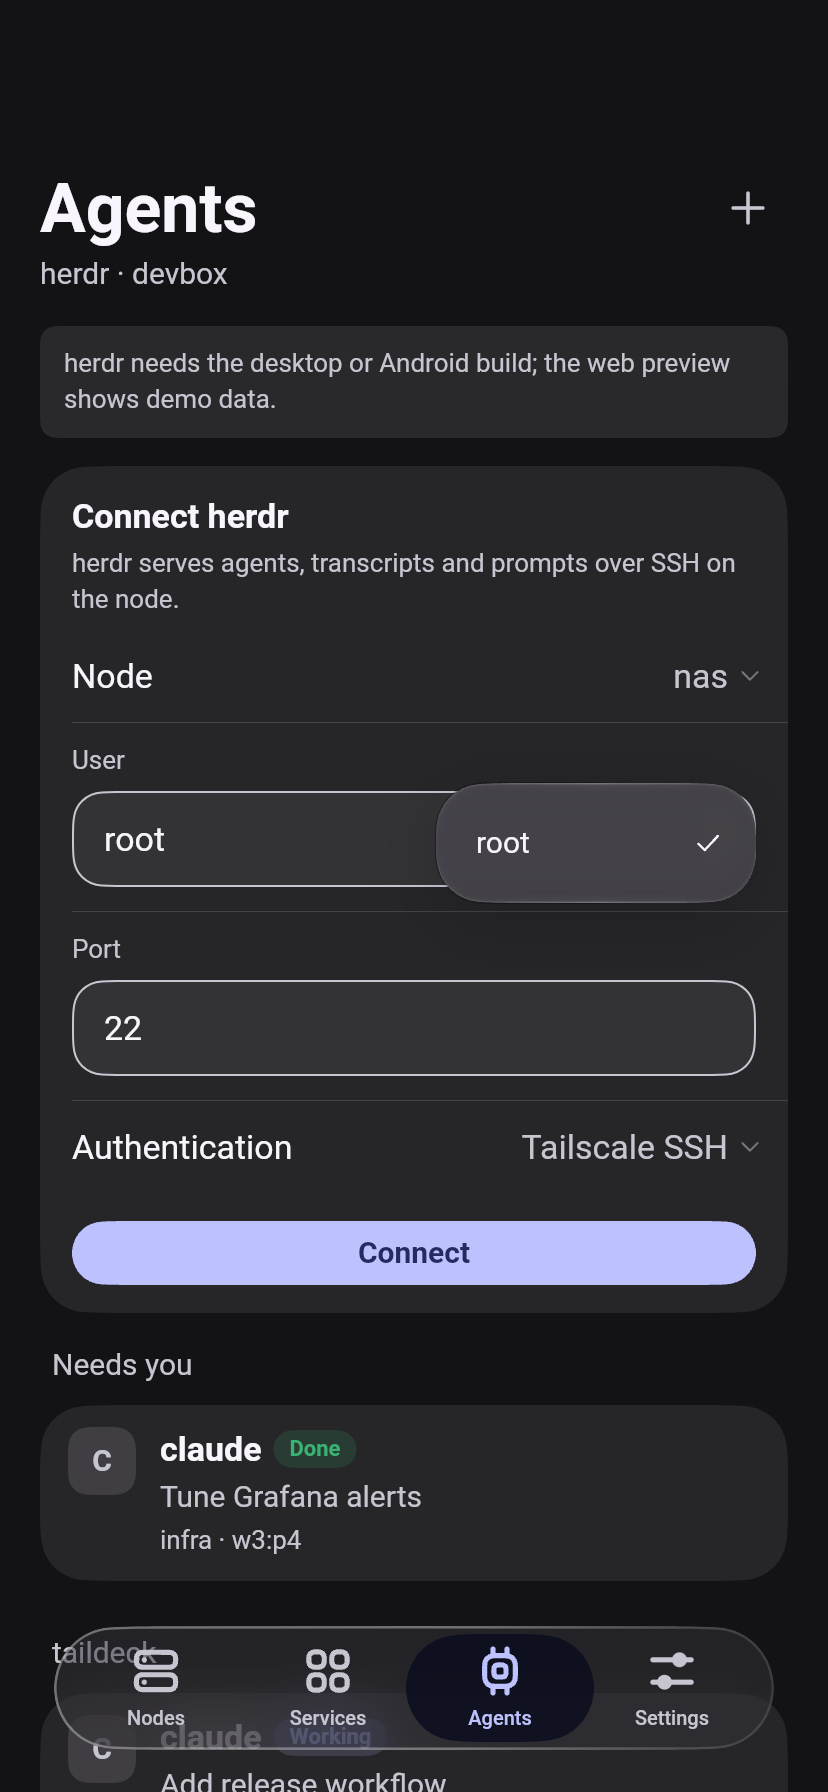 Agents
herdr · devbox
herdr needs the desktop or Android build; the web preview
shows demo data.
Connect herdr
herdr serves agents, transcripts and prompts over SSH on
the node.
Node
nas
User
root
root
Port
22
Authentication
Tailscale SSH
Connect
Needs you
C
claude
Done
Tune Grafana alerts
infra · w3:p4
taildeck
Nodes
Services
Agents
Settings
C
claude
Working
Add release workflow